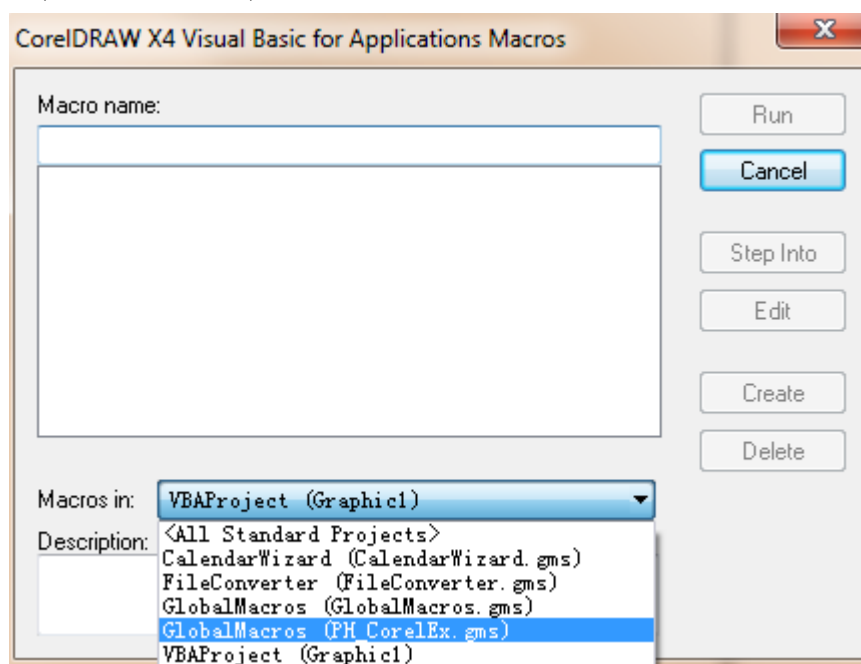 CorelDRAW X4 Visual Basic for Applications Macros
Macro name:
Run
Cancel
Step Into
Edit
Create
Delete
Macros in: VBAProject (Graphic1)
Description:
<All Standard Projects>
CalendarWizard (CalendarWizard.gms)
FileConverter (FileConverter.gms)
GlobalMacros (GlobalMacros.gms)
GlobalMacros (PH_CorelEx.gms)
VBAProject (Graphic1)